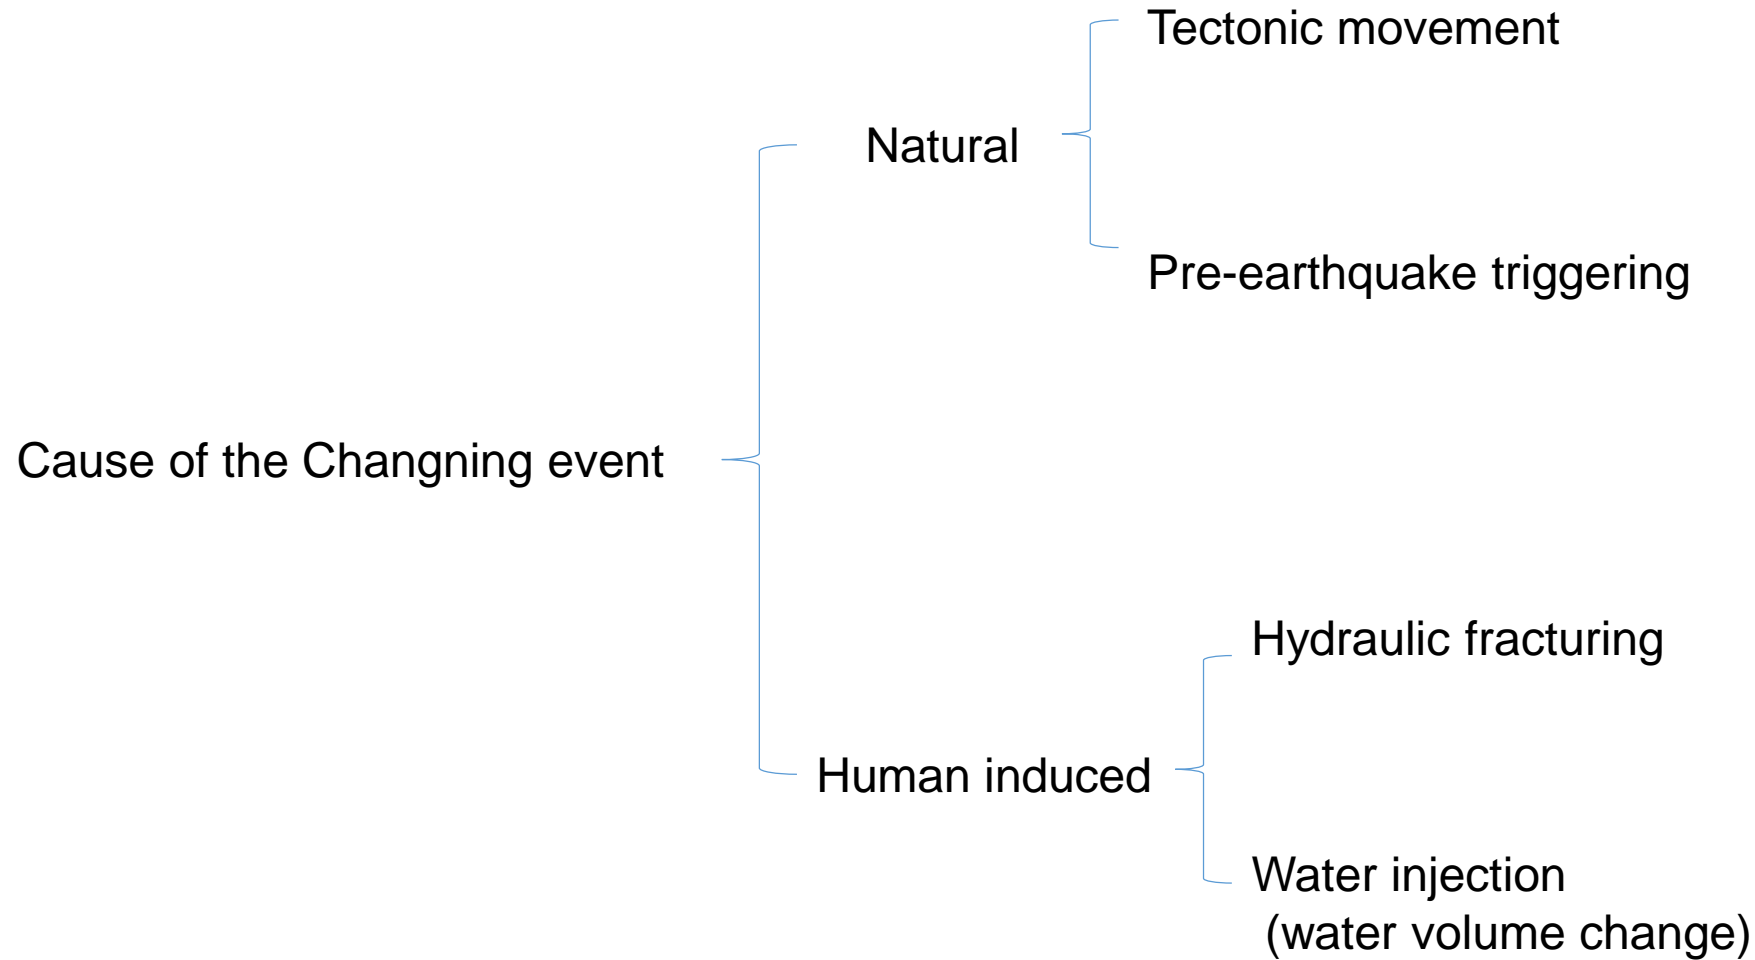 Tectonic movement
Natural
Pre-earthquake triggering
Cause of the Changning event
Hydraulic fracturing
Human induced
Water injection
(water volume change)